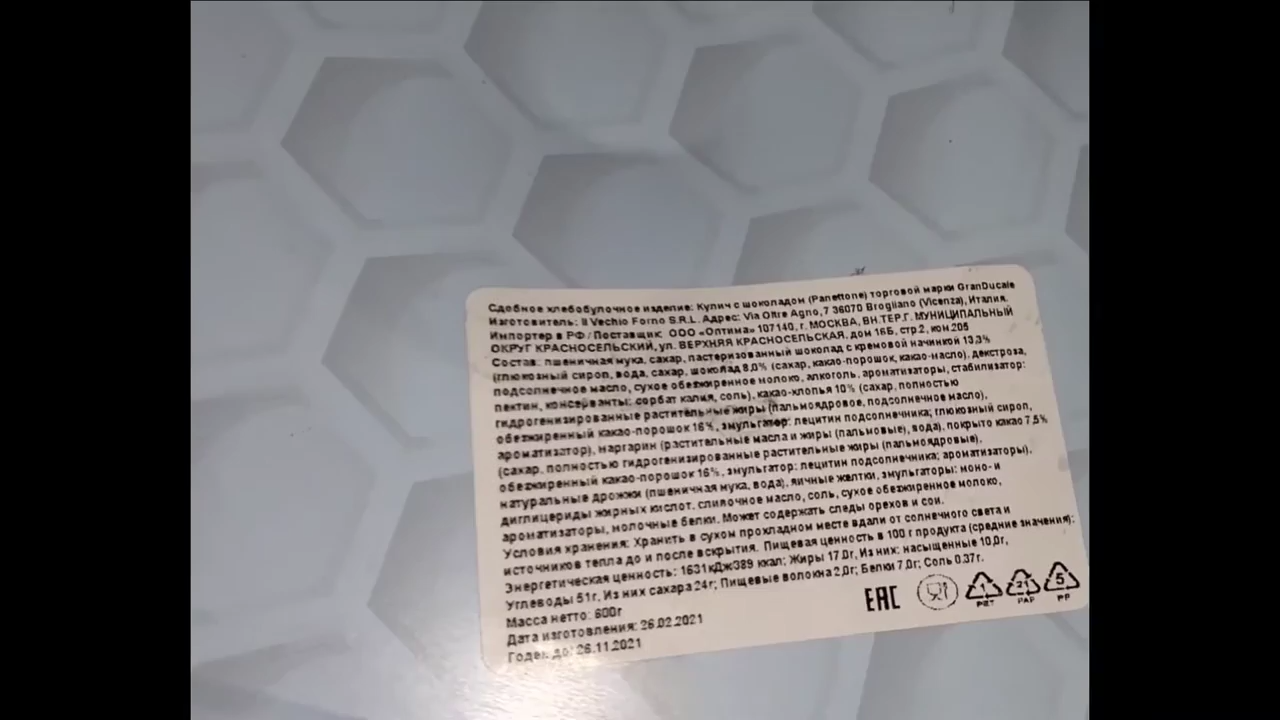 Сдобное хлебобулочное изделие: Кулич с шоколадом (Panettone) торговой марки GranDucale
Изготовитель: Il Vechio Forno S.R.L. Адрес: Via Oltre Agno, 7 36070 Brogliano (Vicenza), Италия.
Импортер в РФ/Поставщик: ООО «Оптима» 107140, г. МОСКВА, ВН.ТЕР.Г. МУНИЦИПАЛЬНЫЙ
ОКРУГ КРАСНОСЕЛЬСКИЙ, ул. ВЕРХНЯЯ КРАСНОСЕЛЬСКАЯ, дом 16Б, стр.2, ком.205
Состав: пшеничная мука, сахар, пастеризованный шоколад с кремовой начинкой 13,3%
(глюкозный сироп, вода, сахар, шоколад 8,0% (сахар, какао-порошок, какао-масло), декстроза,
подсолнечное масло, сухое обезжиренное молоко, алкоголь, ароматизаторы, стабилизатор:
пектин, консерванты: сорбат калия, соль), какао-хлопья 10% (сахар, полностью
гидрогенизированные растительные жиры (пальмоядровое, подсолнечное масло),
обезжиренный какао-порошок 16%, эмульгатор: лецитин подсолнечника; глюкозный сироп,
ароматизатор), маргарин (растительные масла и жиры (пальмовые), вода), покрыто какао 7,5%
(сахар, полностью гидрогенизированные растительные жиры (пальмоядровые),
обезжиренный какао-порошок 16%, эмульгатор: лецитин подсолнечника; ароматизаторы),
натуральные дрожжи (пшеничная мука, вода), яичные желтки, эмульгаторы: моно- и
диглицериды жирных кислот, сливочное масло, соль, сухое обезжиренное молоко,
ароматизаторы, молочные белки. Может содержать следы орехов и сои.
Условия хранения: Хранить в сухом прохладном месте вдали от солнечного света и
источников тепла до и после вскрытия. Пищевая ценность в 100 г продукта (средние значения):
Энергетическая ценность: 1631кДж389 ккал; Жиры 17,0г, Из них: насыщенные 10,0г,
Углеводы 51г, Из них сахара 24г; Пищевые волокна 2,0г; Белки 7,0г; Соль 0,37г.
Масса нетто: 600г
Дата изготовления: 26.02.2021
Годен до: 26.11.2021
EAC
1 PET
21 PAP
5 PP